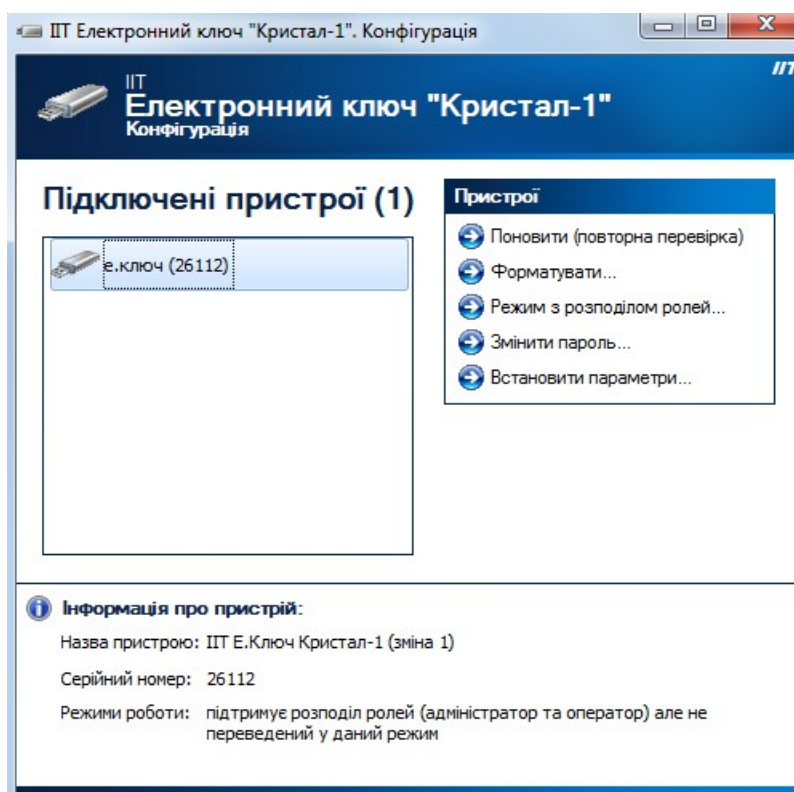 ІІТ Електронний ключ "Кристал-1". Конфігурація
ІІТ
ІІТ
Електронний ключ "Кристал-1"
Конфігурація
Підключені пристрої (1)
е.ключ (26112)
Пристрої
Поновити (повторна перевірка)
Форматувати...
Режим з розподілом ролей...
Змінити пароль...
Встановити параметри...
Інформація про пристрій:
Назва пристрою: ІІТ Е.Ключ Кристал-1 (зміна 1)
Серійний номер: 26112
Режими роботи: підтримує розподіл ролей (адміністратор та оператор) але не
переведений у даний режим